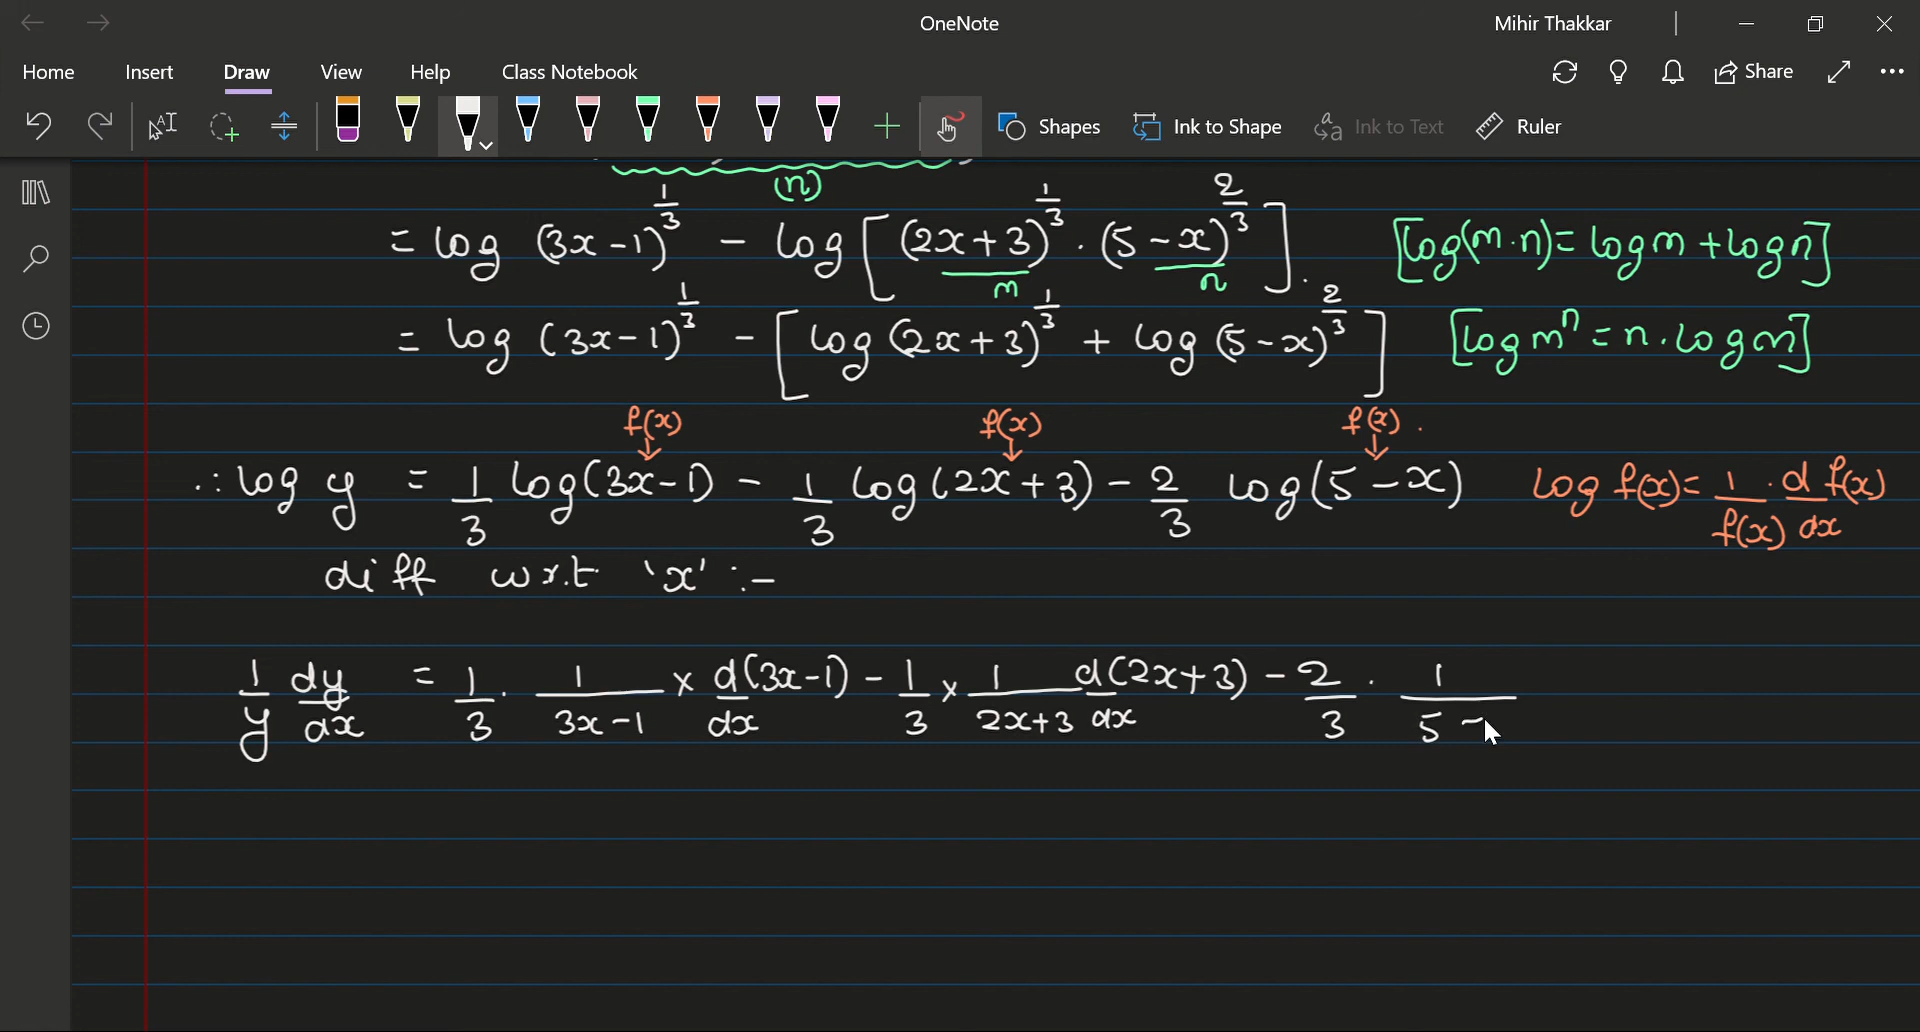 OneNote
Mihir Thakkar
Home Insert Draw View Help Class Notebook
Share
Shapes Ink to Shape Ink to Text Ruler
(n)
= log (3x-1)^(1/3) - log [(2x+3)^(1/3) · (5-x)^(2/3)]. [log(m·n) = log m + log n]
m n
= log (3x-1)^(1/3) - [log (2x+3)^(1/3) + log (5-x)^(2/3)] [log m^n = n.log m]
f(x) f(x) f(x).
∴ log y = 1/3 log(3x-1) - 1/3 log(2x+3) - 2/3 log(5-x) log f(x) = 1/f(x) · d/dx f(x)
diff w.r.t 'x' :-
1/y dy/dx = 1/3 · 1/(3x-1) × d/dx (3x-1) - 1/3 × 1/(2x+3) d/dx (2x+3) - 2/3 · 1/(5 -